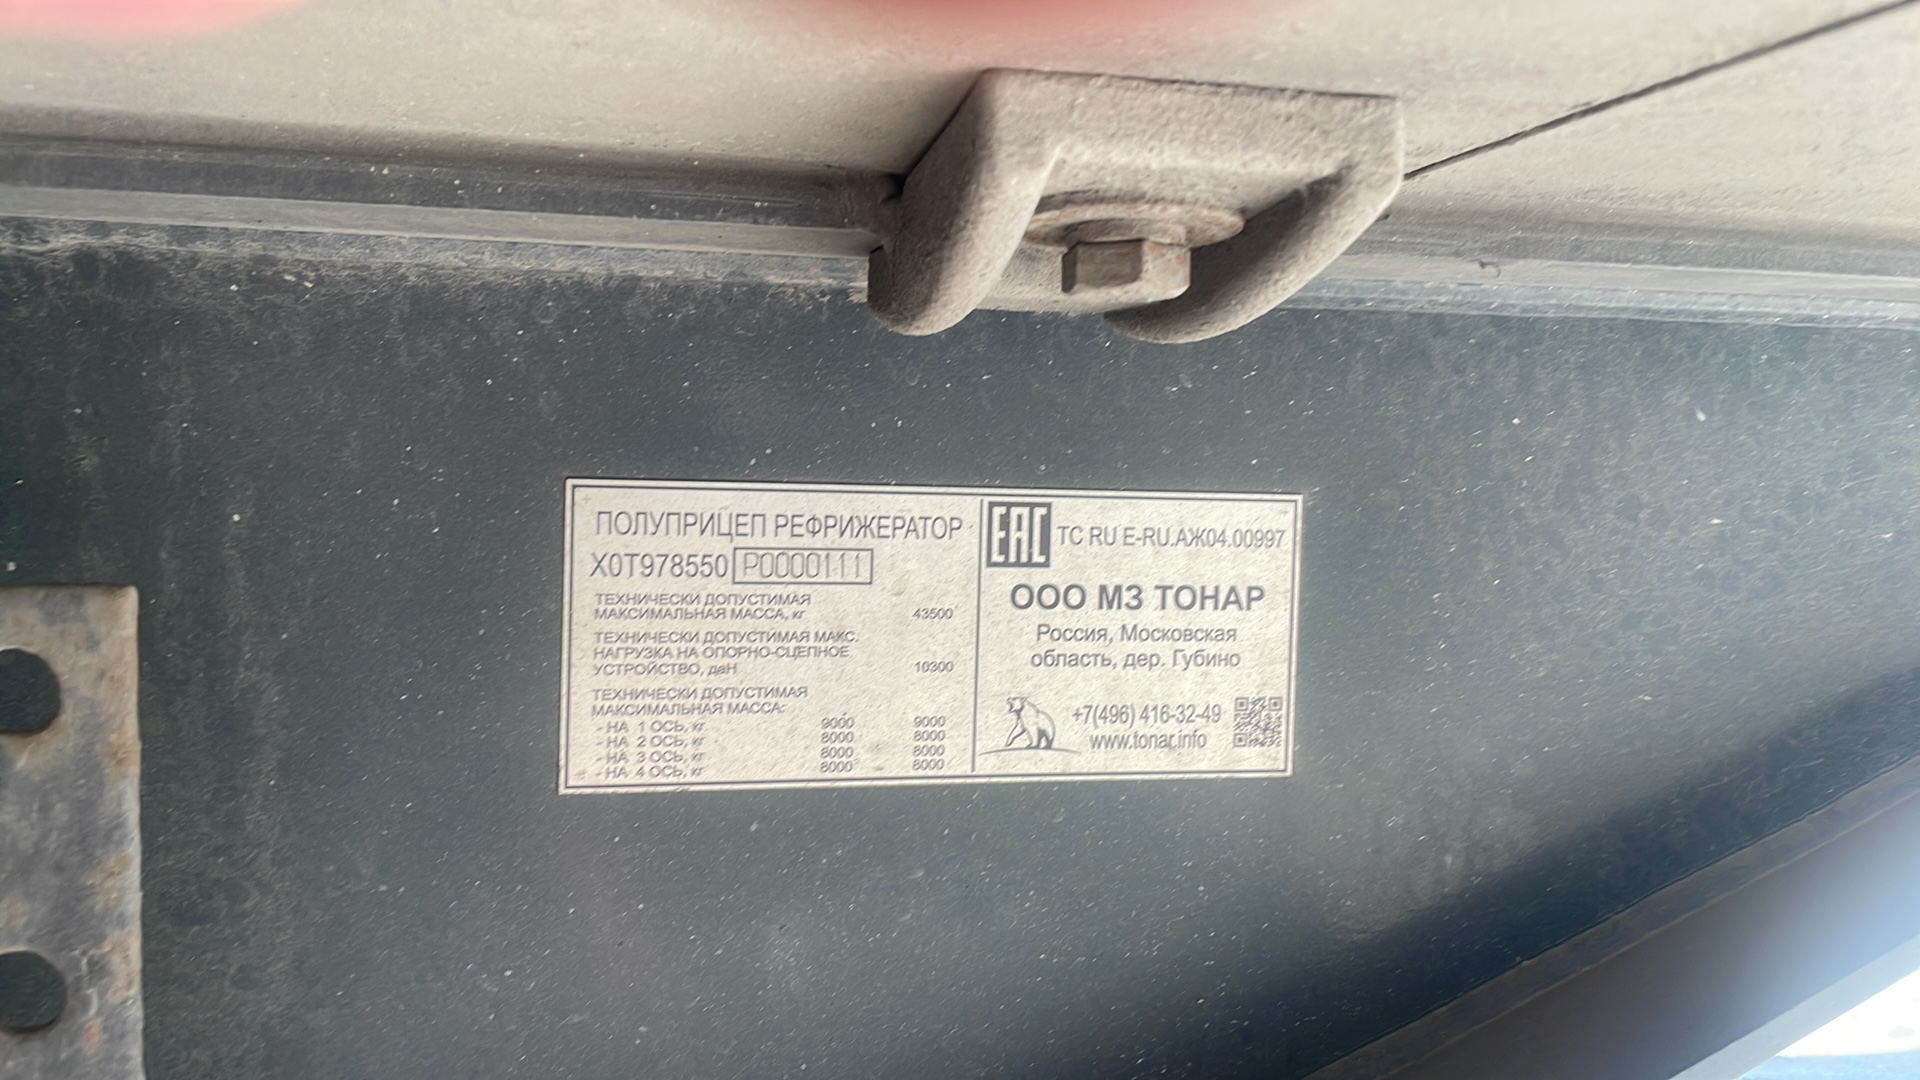 ПОЛУПРИЦЕП РЕФРИЖЕРАТОР
X0T978550 P0000111
ТЕХНИЧЕСКИ ДОПУСТИМАЯ
МАКСИМАЛЬНАЯ МАССА, кг 43500
ТЕХНИЧЕСКИ ДОПУСТИМАЯ МАКС.
НАГРУЗКА НА ОПОРНО-СЦЕПНОЕ
УСТРОЙСТВО, даН 10300
ТЕХНИЧЕСКИ ДОПУСТИМАЯ
МАКСИМАЛЬНАЯ МАССА:
- НА 1 ОСЬ, кг 9000 9000
- НА 2 ОСЬ, кг 8000 8000
- НА 3 ОСЬ, кг 8000 8000
- НА 4 ОСЬ, кг 8000 8000
EAC TC RU E-RU.АЖ04.00997
ООО МЗ ТОНАР
Россия, Московская
область, дер. Губино
+7(496) 416-32-49
www.tonar.info